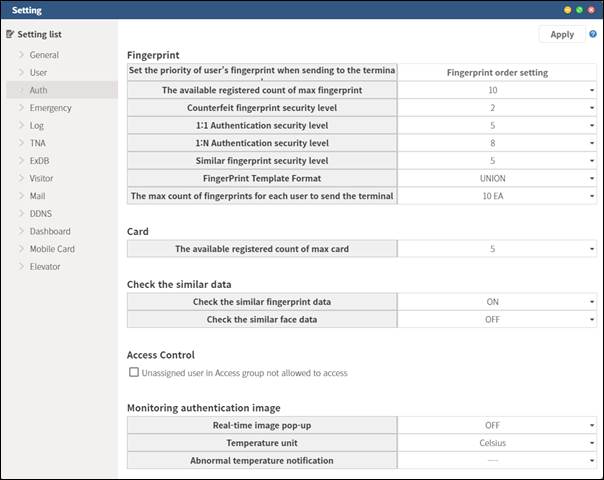 Setting
Setting list
Apply
General
User
Auth
Emergency
Log
TNA
ExDB
Visitor
Mail
DDNS
Dashboard
Mobile Card
Elevator
Fingerprint
Set the priority of user's fingerprint when sending to the termina
Fingerprint order setting
The available registered count of max fingerprint 10
Counterfeit fingerprint security level 2
1:1 Authentication security level 5
1:N Authentication security level 8
Similar fingerprint security level 5
FingerPrint Template Format UNION
The max count of fingerprints for each user to send the terminal 10 EA
Card
The available registered count of max card 5
Check the similar data
Check the similar fingerprint data ON
Check the similar face data OFF
Access Control
Unassigned user in Access group not allowed to access
Monitoring authentication image
Real-time image pop-up OFF
Temperature unit Celsius
Abnormal temperature notification ----